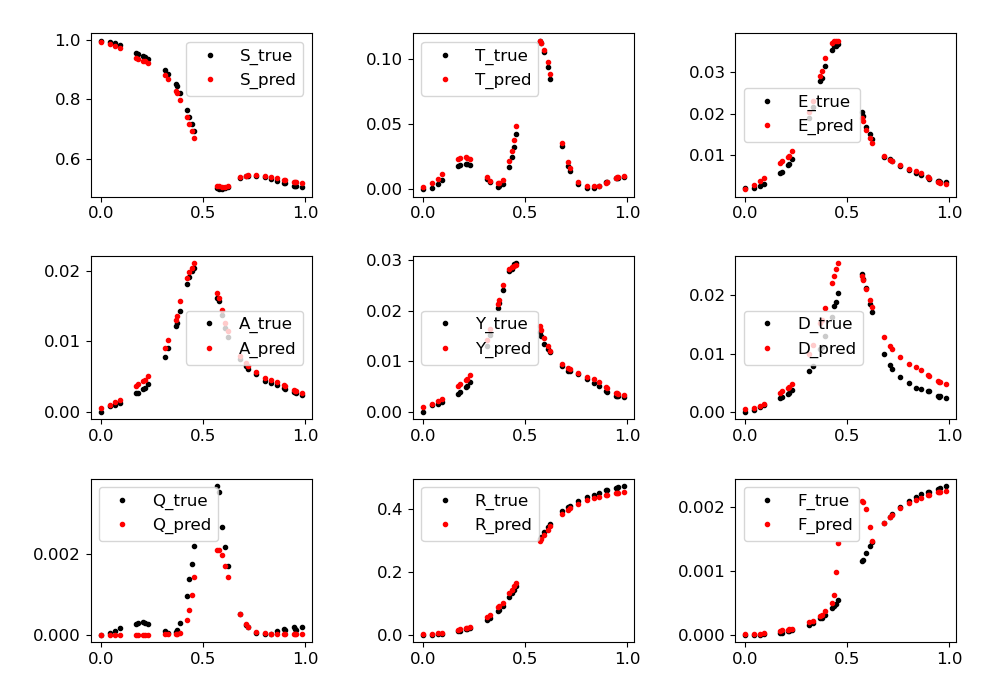 1.0
0.8
0.6
S_true
S_pred
0.0 0.5 1.0
0.10
0.05
0.00
T_true
T_pred
0.0 0.5 1.0
0.03
0.02
0.01
E_true
E_pred
0.0 0.5 1.0
0.02
0.01
0.00
A_true
A_pred
0.0 0.5 1.0
0.03
0.02
0.01
0.00
Y_true
Y_pred
0.0 0.5 1.0
0.02
0.01
0.00
D_true
D_pred
0.0 0.5 1.0
0.002
0.000
Q_true
Q_pred
0.0 0.5 1.0
0.4
0.2
0.0
R_true
R_pred
0.0 0.5 1.0
0.002
0.001
0.000
F_true
F_pred
0.0 0.5 1.0